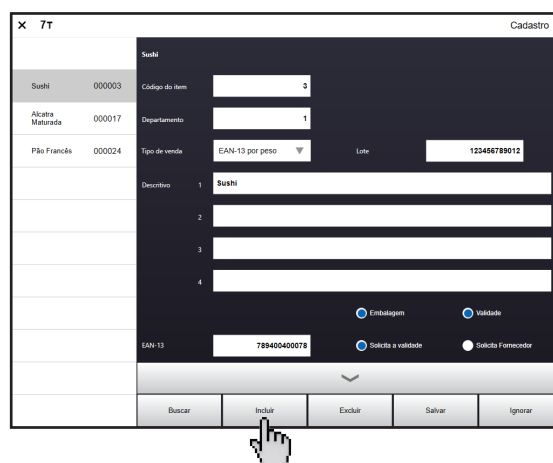 × 7T Cadastro
Sushi
Sushi 000003 Código do item 3
Alcatra
Maturada 000017 Departamento 1
Pão Francês 000024 Tipo de venda EAN-13 por peso Lote 123456789012
Descritivo 1 Sushi
2
3
4
Embalagem Validade
EAN-13 789400400078 Solicita a validade Solicita Fornecedor
Buscar Incluir Excluir Salvar Ignorar